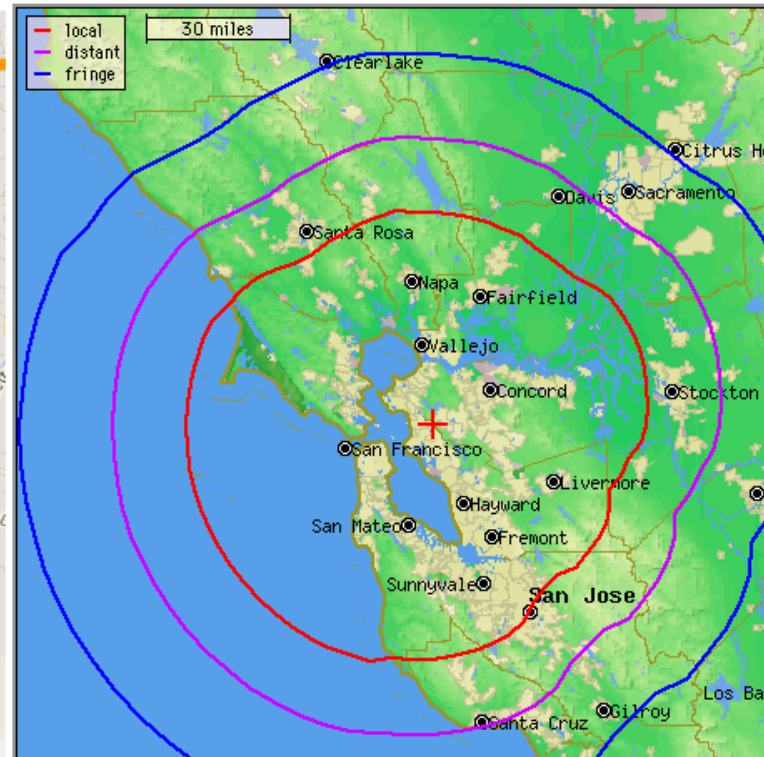 local
30 miles
distant
fringe
Clearlake
Citrus H
Davis
Sacramento
Santa Rosa
Napa
Fairfield
Vallejo
Concord
Stockton
San Francisco
Livermore
Hayward
San Mateo
Fremont
Sunnyvale
San Jose
Los Ba
Gilroy
Santa Cruz